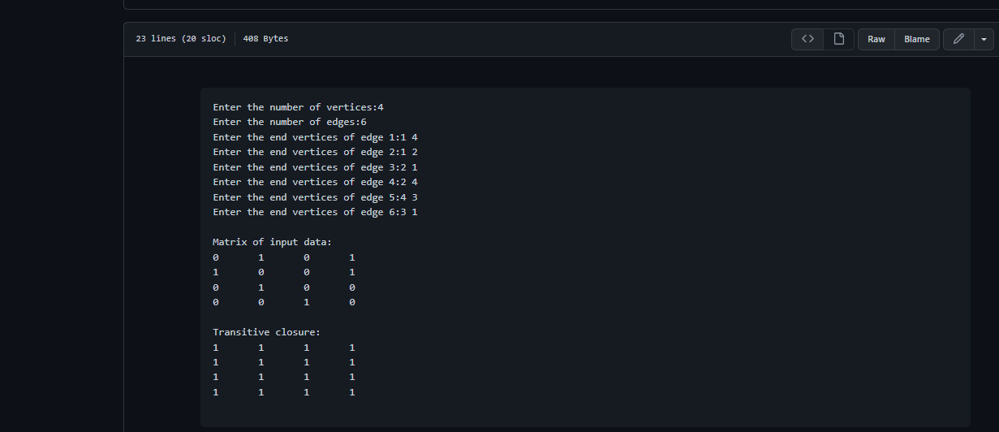 23 lines (20 sloc) 408 Bytes Raw Blame
Enter the number of vertices:4
Enter the number of edges:6
Enter the end vertices of edge 1:1 4
Enter the end vertices of edge 2:1 2
Enter the end vertices of edge 3:2 1
Enter the end vertices of edge 4:2 4
Enter the end vertices of edge 5:4 3
Enter the end vertices of edge 6:3 1
Matrix of input data:
0 1 0 1
1 0 0 1
0 1 0 0
0 0 1 0
Transitive closure:
1 1 1 1
1 1 1 1
1 1 1 1
1 1 1 1